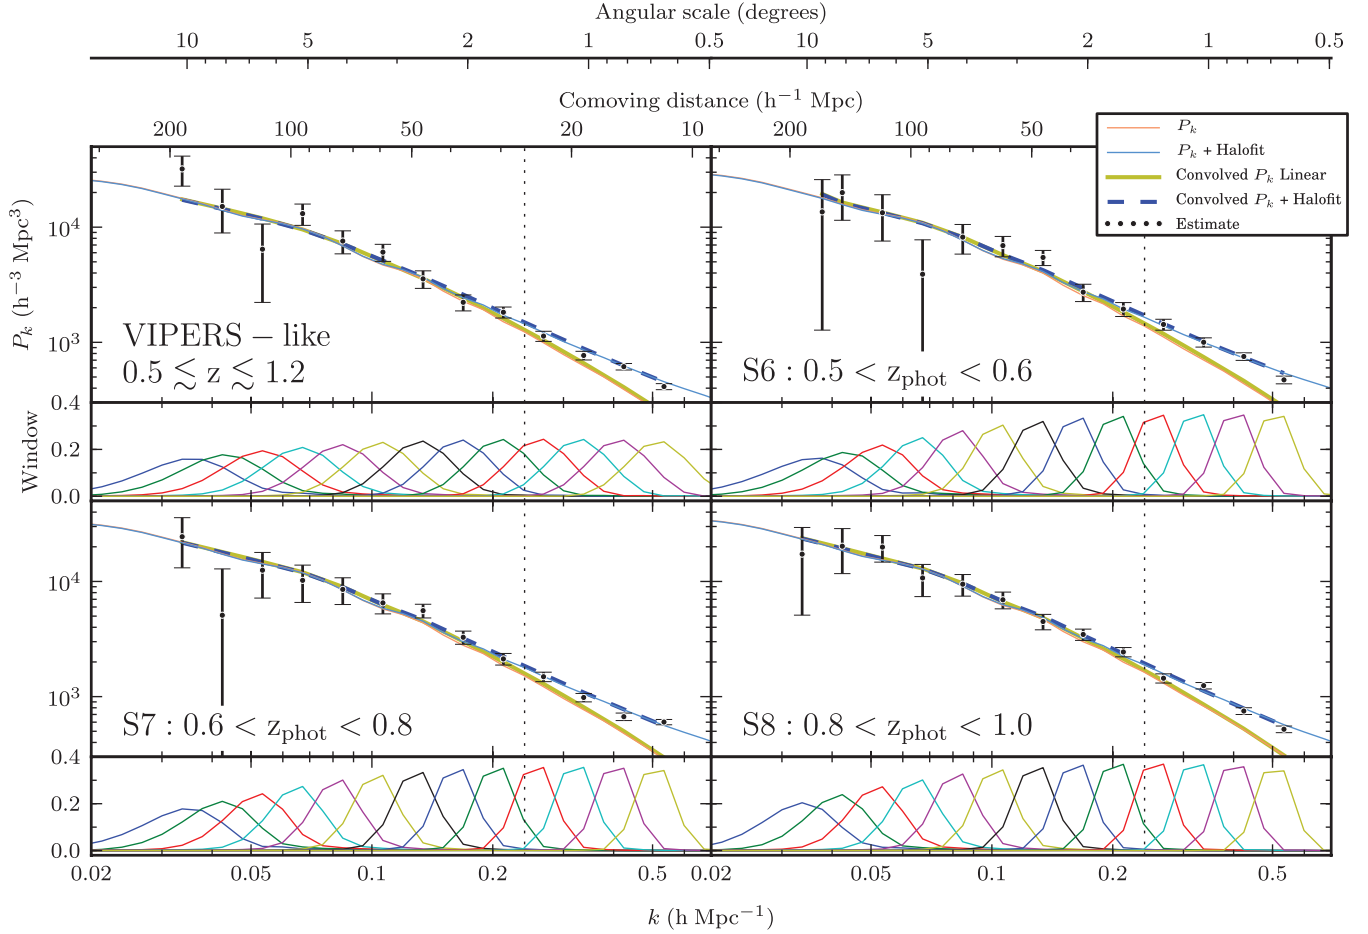 Angular scale (degrees)
10 5 2 1 0.5 10 5 2 1 0.5
Comoving distance (h⁻¹ Mpc)
200 100 50 20 10 200 100 50
P_k
P_k + Halofit
Convolved P_k Linear
Convolved P_k + Halofit
Estimate
P_k (h⁻³ Mpc³)
10⁴
10³
0.4
VIPERS – like
0.5 ≲ z ≲ 1.2
S6 : 0.5 < z_phot < 0.6
Window
0.2
0.0
10⁴
10³
0.4
S7 : 0.6 < z_phot < 0.8
S8 : 0.8 < z_phot < 1.0
0.2
0.0
0.02 0.05 0.1 0.2 0.5 0.02 0.05 0.1 0.2 0.5
k (h Mpc⁻¹)